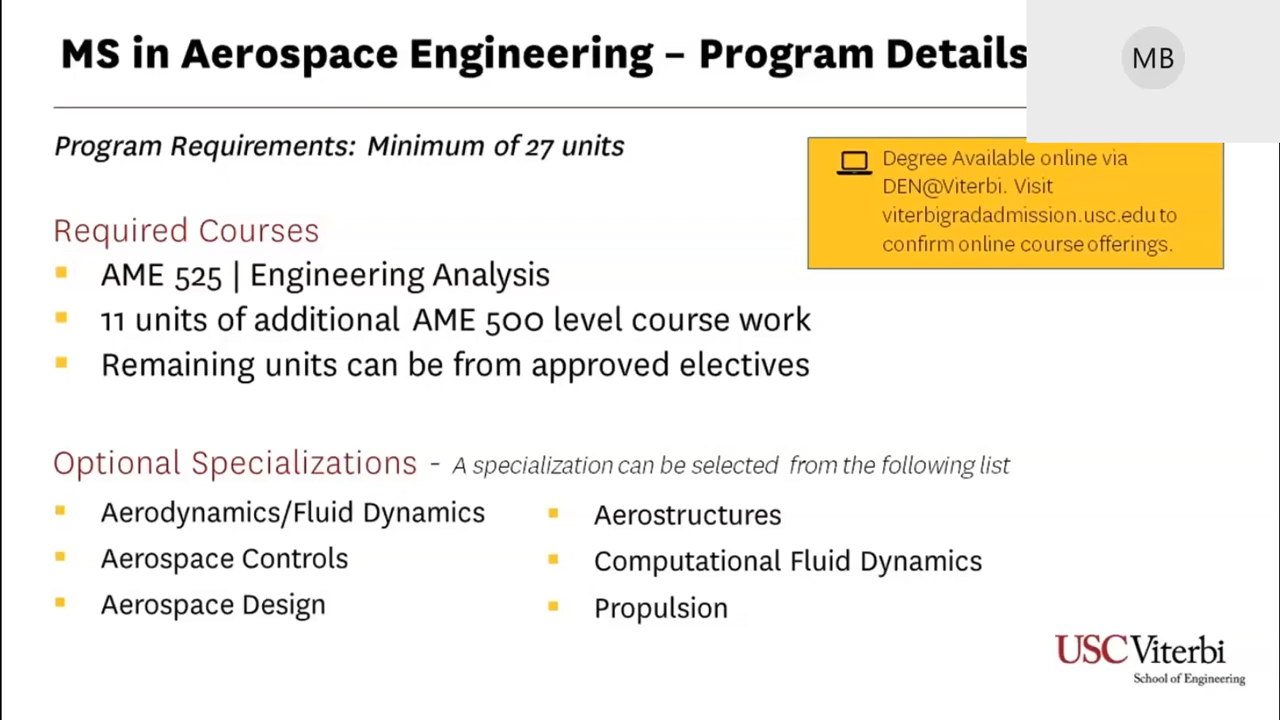 MS in Aerospace Engineering – Program Details
MB
Program Requirements: Minimum of 27 units
Degree Available online via
DEN@Viterbi. Visit
viterbigradadmission.usc.edu to
confirm online course offerings.
Required Courses
AME 525 | Engineering Analysis
11 units of additional AME 500 level course work
Remaining units can be from approved electives
Optional Specializations - A specialization can be selected from the following list
Aerodynamics/Fluid Dynamics
Aerospace Controls
Aerospace Design
Aerostructures
Computational Fluid Dynamics
Propulsion
USC Viterbi
School of Engineering